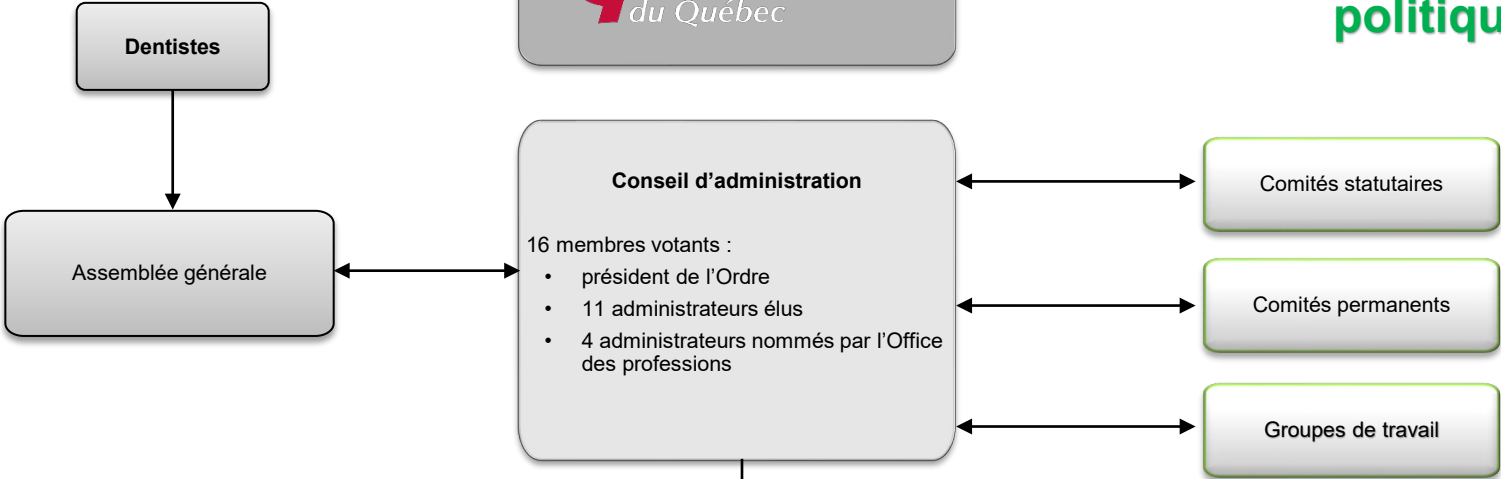 du Québec
politiqu
Dentistes
Conseil d’administration
16 membres votants :
• président de l’Ordre
• 11 administrateurs élus
• 4 administrateurs nommés par l’Office
des professions
Assemblée générale
Comités statutaires
Comités permanents
Groupes de travail